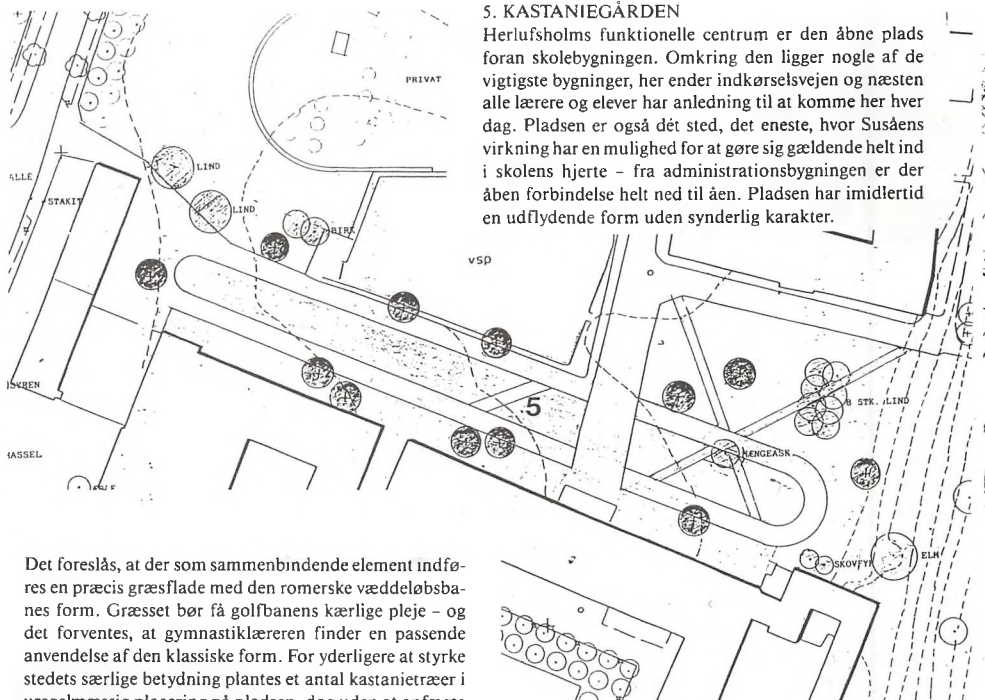 5. KASTANIEGÅRDEN
Herlufsholms funktionelle centrum er den åbne plads
foran skolebygningen. Omkring den ligger nogle af de
vigtigste bygninger, her ender indkørselsvejen og næsten
alle lærere og elever har anledning til at komme her hver
dag. Pladsen er også dét sted, det eneste, hvor Susåens
virkning har en mulighed for at gøre sig gældende helt ind
i skolens hjerte – fra administrationsbygningen er der
åben forbindelse helt ned til åen. Pladsen har imidlertid
en udflydende form uden synderlig karakter.
PRIVAT
LIND
ALLE
STAKIT
LIND
BIRK
vsp
SYREN
5
8 STK. LIND
HASSEL
HÆNGEASK
ELM
SKOVFYR
Det foreslås, at der som sammenbindende element indfø-
res en præcis græsflade med den romerske væddeløbsba-
nes form. Græsset bør få golfbanens kærlige pleje – og
det forventes, at gymnastiklæreren finder en passende
anvendelse af den klassiske form. For yderligere at styrke
stedets særlige betydning plantes et antal kastanietræer i